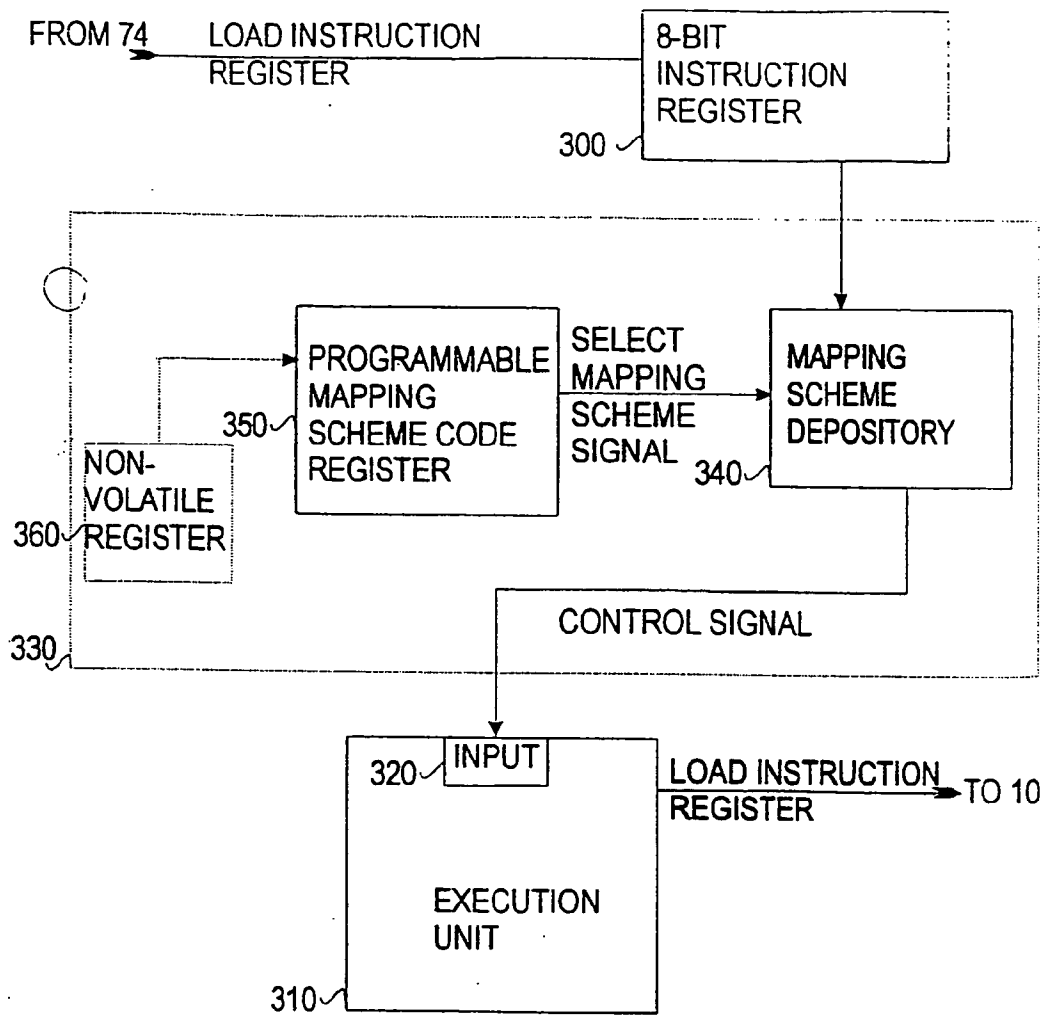 FROM 74
LOAD INSTRUCTION
REGISTER
8-BIT
INSTRUCTION
REGISTER
300
PROGRAMMABLE
MAPPING
SCHEME CODE
REGISTER
350
SELECT
MAPPING
SCHEME
SIGNAL
MAPPING
SCHEME
DEPOSITORY
340
NON-
VOLATILE
REGISTER
360
CONTROL SIGNAL
330
INPUT
320
LOAD INSTRUCTION
REGISTER
TO 10
EXECUTION
UNIT
310